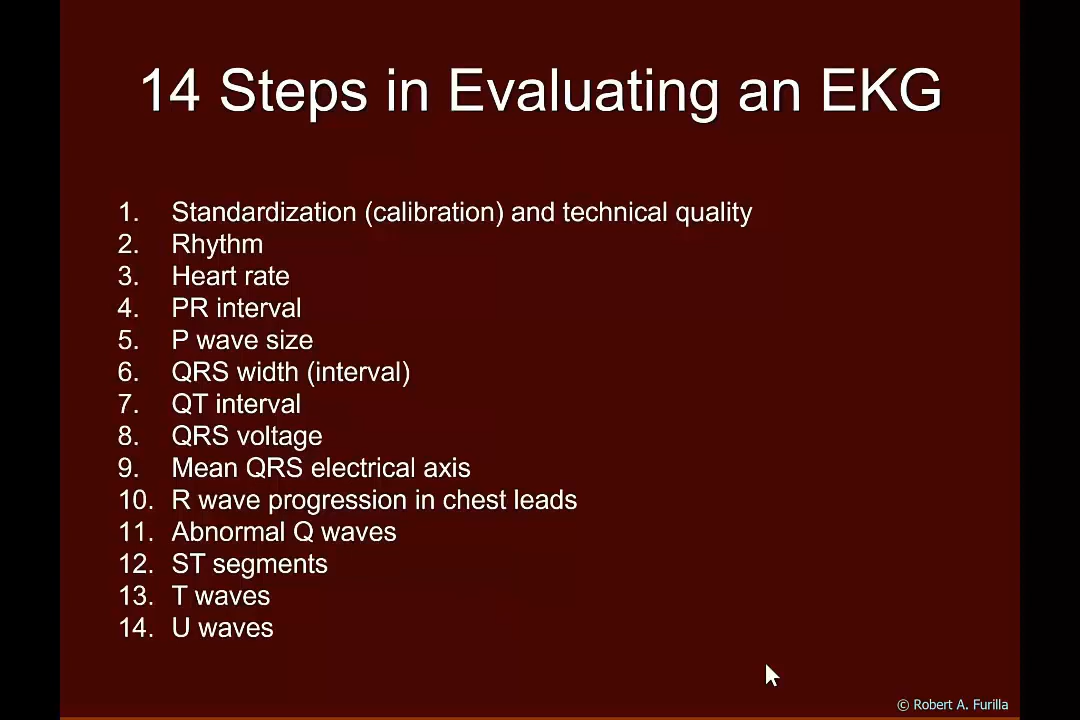 14 Steps in Evaluating an EKG
1. Standardization (calibration) and technical quality
2. Rhythm
3. Heart rate
4. PR interval
5. P wave size
6. QRS width (interval)
7. QT interval
8. QRS voltage
9. Mean QRS electrical axis
10. R wave progression in chest leads
11. Abnormal Q waves
12. ST segments
13. T waves
14. U waves
© Robert A. Furilla